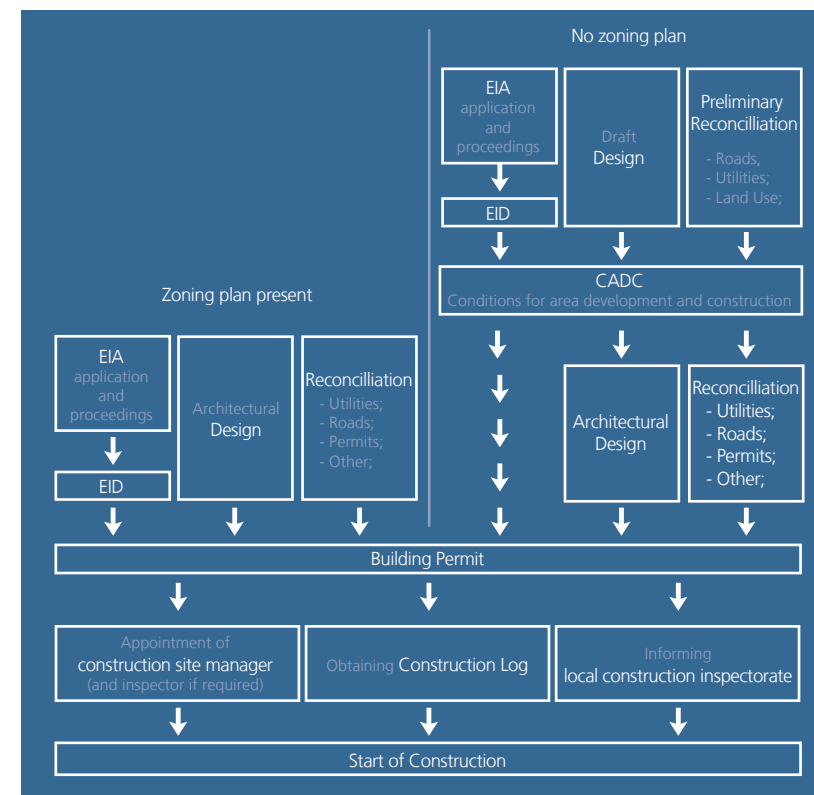 No zoning plan
EIA
application
and
proceedings
EID
Draft
Design
Preliminary
Reconcilliation
- Roads,
- Utilities;
- Land Use;
CADC
Conditions for area development and construction
Zoning plan present
EIA
application
and
proceedings
EID
Architectural
Design
Reconcilliation
- Utilities;
- Roads;
- Permits;
- Other;
Architectural
Design
Reconcilliation
- Utilities;
- Roads;
- Permits;
- Other;
Building Permit
Appointment of
construction site manager
(and inspector if required)
Obtaining Construction Log
Informing
local construction inspectorate
Start of Construction